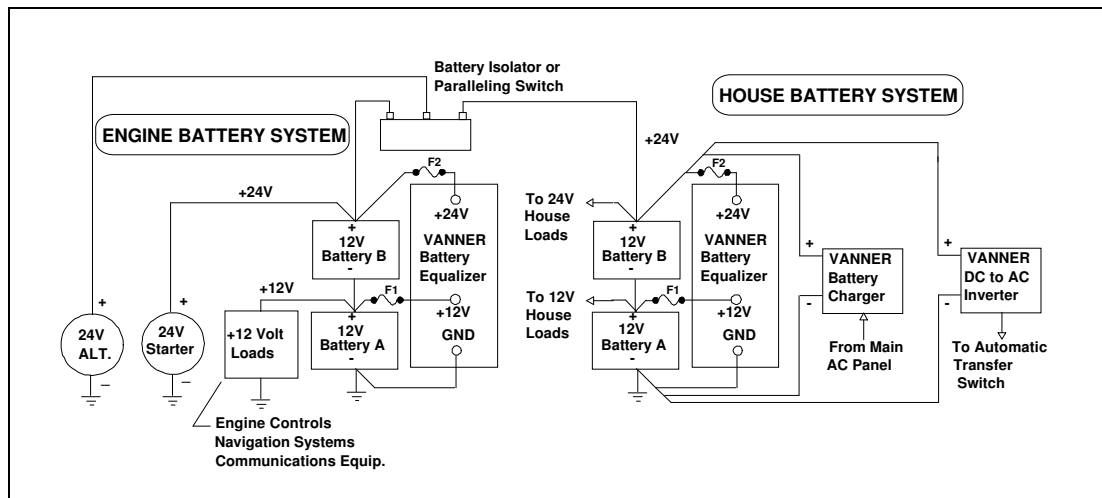 Battery Isolator or
Paralleling Switch
ENGINE BATTERY SYSTEM
HOUSE BATTERY SYSTEM
+24V
F2
+24V
+
12V
Battery B
-
VANNER
Battery
Equalizer
+12V
F1
+12V
GND
+
12V
Battery A
-
+
24V
ALT.
–
+
24V
Starter
–
+12 Volt
Loads
Engine Controls
Navigation Systems
Communications Equip.
+24V
F2
To 24V
House
Loads
+24V
+
12V
Battery B
-
VANNER
Battery
Equalizer
To 12V
House
Loads
F1
+12V
GND
+
12V
Battery A
-
+
VANNER
Battery
Charger
-
From Main
AC Panel
+
VANNER
DC to AC
Inverter
-
To Automatic
Transfer
Switch